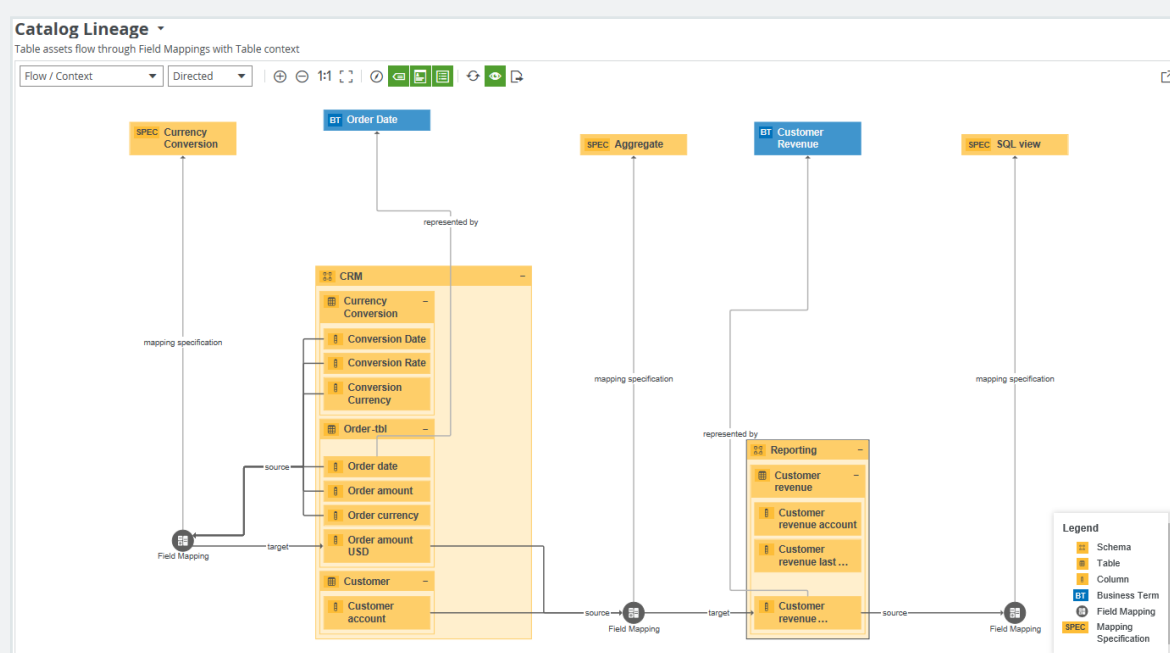 Catalog Lineage
Table assets flow through Field Mappings with Table context
Flow / Context
Directed
1:1
SPEC Currency
Conversion
BT Order Date
SPEC Aggregate
BT Customer
Revenue
SPEC SQL view
represented by
mapping specification
mapping specification
mapping specification
represented by
CRM
Currency
Conversion
Conversion Date
Conversion Rate
Conversion
Currency
Order-tbl
Order date
Order amount
Order currency
Order amount
USD
Customer
Customer
account
source
target
Field Mapping
source
Field Mapping
target
Reporting
Customer
revenue
Customer
revenue account
Customer
revenue last ...
Customer
revenue ...
source
Field Mapping
Legend
Schema
Table
Column
BT Business Term
Field Mapping
SPEC Mapping
Specification